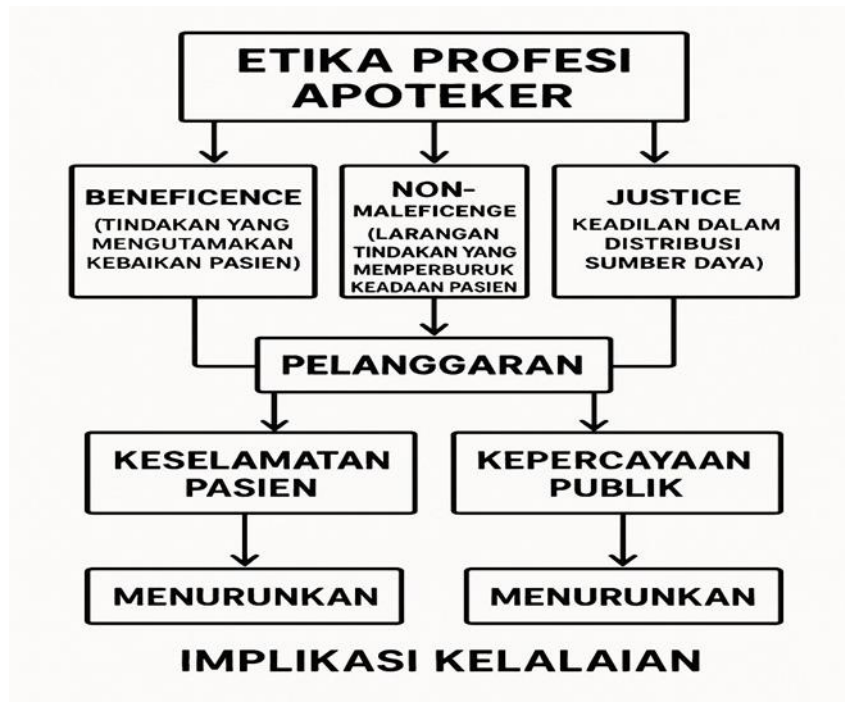 ETIKA PROFESI
APOTEKER
BENEFICENCE
(TINDAKAN YANG
MENGUTAMAKAN
KEBAIKAN PASIEN)
NON-
MALEFICENGE
(LARANGAN
TINDAKAN YANG
MEMPERBURUK
KEADAAN PASIEN
JUSTICE
KEADILAN DALAM
DISTRIBUSI
SUMBER DAYA)
PELANGGARAN
KESELAMATAN
PASIEN
KEPERCAYAAN
PUBLIK
MENURUNKAN
MENURUNKAN
IMPLIKASI KELALAIAN